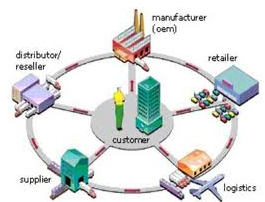 manufacturer
(oem)
distributor/
reseller
retailer
customer
supplier
logistics